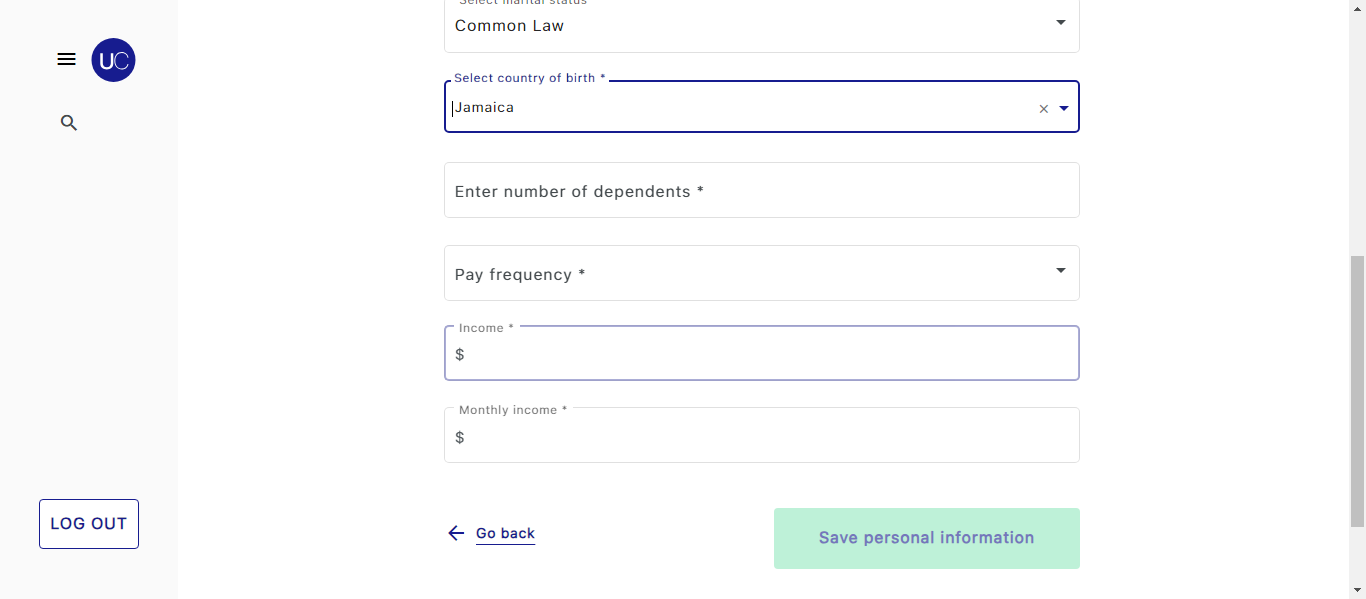 Select marital status
Common Law
UC
Select country of birth *
Jamaica
Enter number of dependents *
Pay frequency *
Income *
$
Monthly income *
$
LOG OUT
Go back
Save personal information